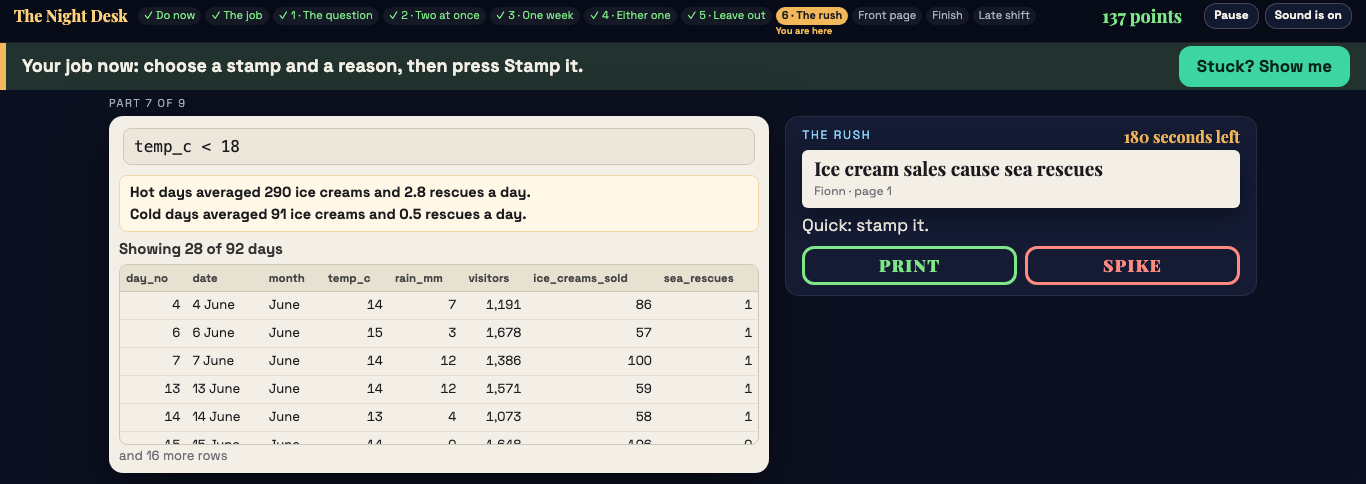 The Night Desk
✓ Do now
✓ The job
✓ 1 · The question
✓ 2 · Two at once
✓ 3 · One week
✓ 4 · Either one
✓ 5 · Leave out
6 · The rush
You are here
Front page
Finish
Late shift
137 points
Pause
Sound is on
Your job now: choose a stamp and a reason, then press Stamp it.
Stuck? Show me
PART 7 OF 9
temp_c < 18
Hot days averaged 290 ice creams and 2.8 rescues a day.
Cold days averaged 91 ice creams and 0.5 rescues a day.
Showing 28 of 92 days
day_no date month temp_c rain_mm visitors ice_creams_sold sea_rescues
4 4 June June 14 7 1,191 86 1
6 6 June June 15 3 1,678 57 1
7 7 June June 14 12 1,386 100 1
13 13 June June 14 12 1,571 59 1
14 14 June June 13 4 1,073 58 1
15 15 June June 14
and 16 more rows
THE RUSH
180 seconds left
Ice cream sales cause sea rescues
Fionn · page 1
Quick: stamp it.
PRINT
SPIKE